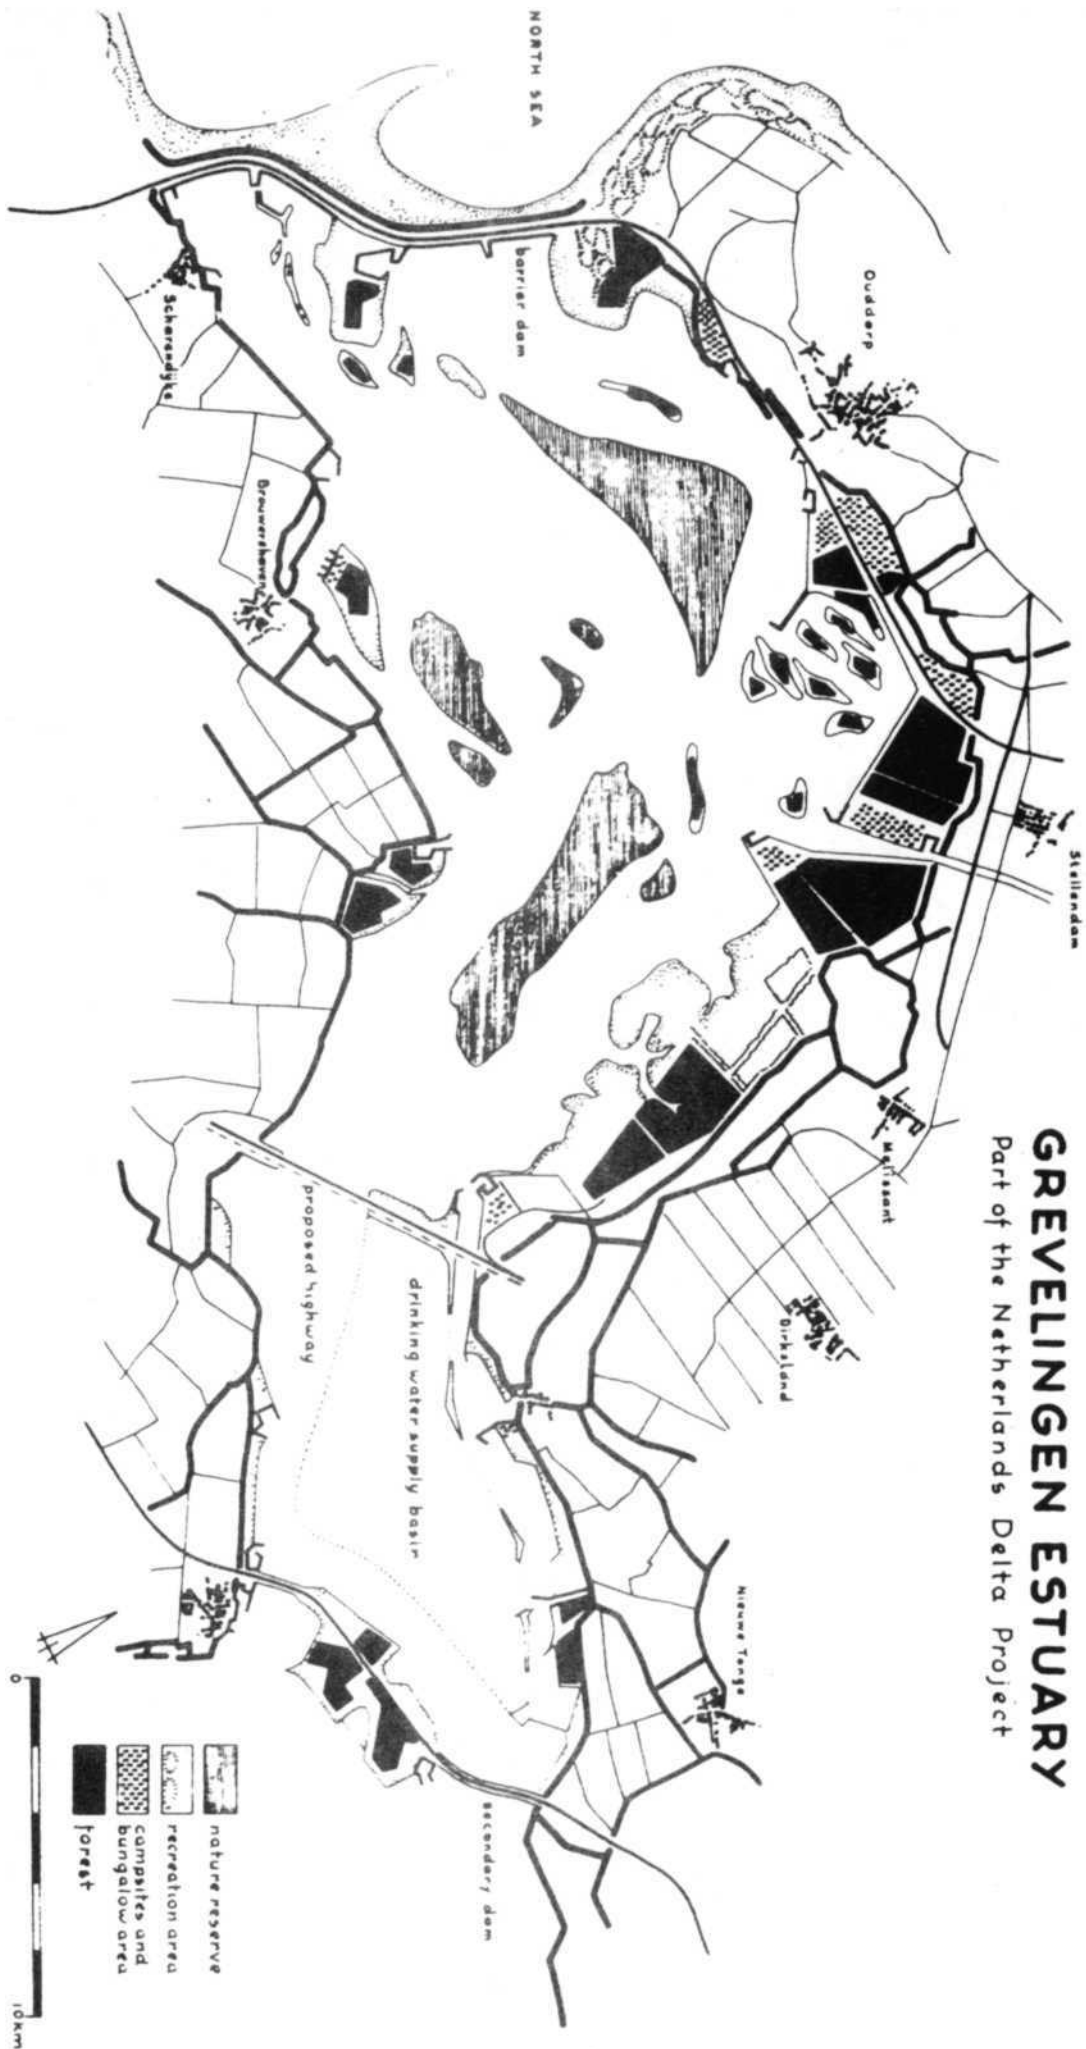 GREVELINGEN ESTUARY
Part of the Netherlands Delta Project
NORTH SEA
Ouddorp
barrier dam
Scharendijke
Brouwershaven
Stellendam
Melissant
Dirksland
proposed highway
drinking water supply basin
Nieuwe Tonge
secondary dam
nature reserve
recreation area
campsites and
bungalow area
forest
0
10km